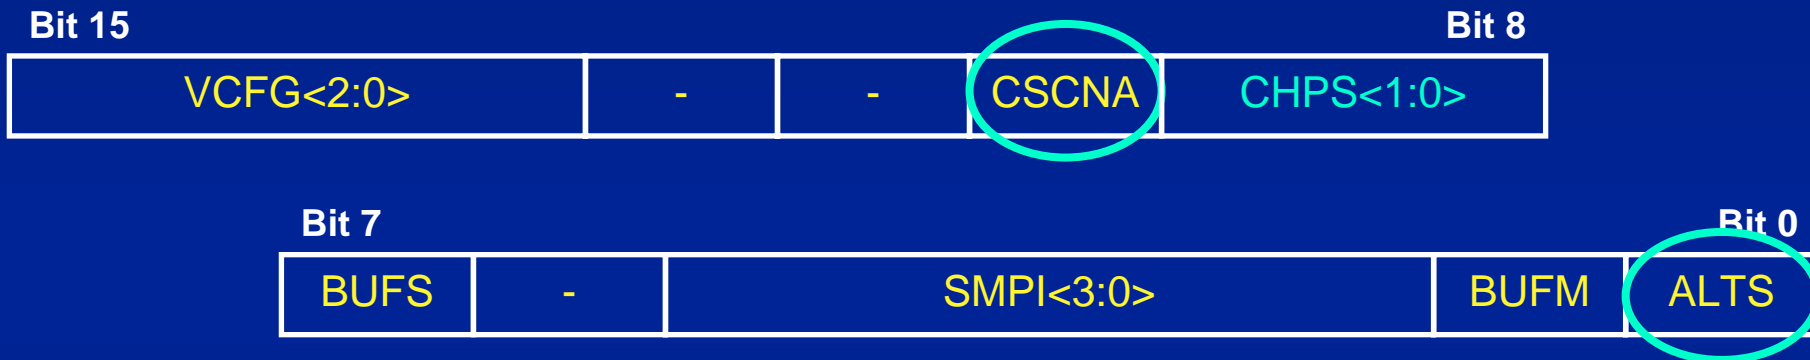 Bit 15 Bit 8
VCFG<2:0> - - CSCNA CHPS<1:0>
Bit 7 Bit 0
BUFS - SMPI<3:0> BUFM ALTS